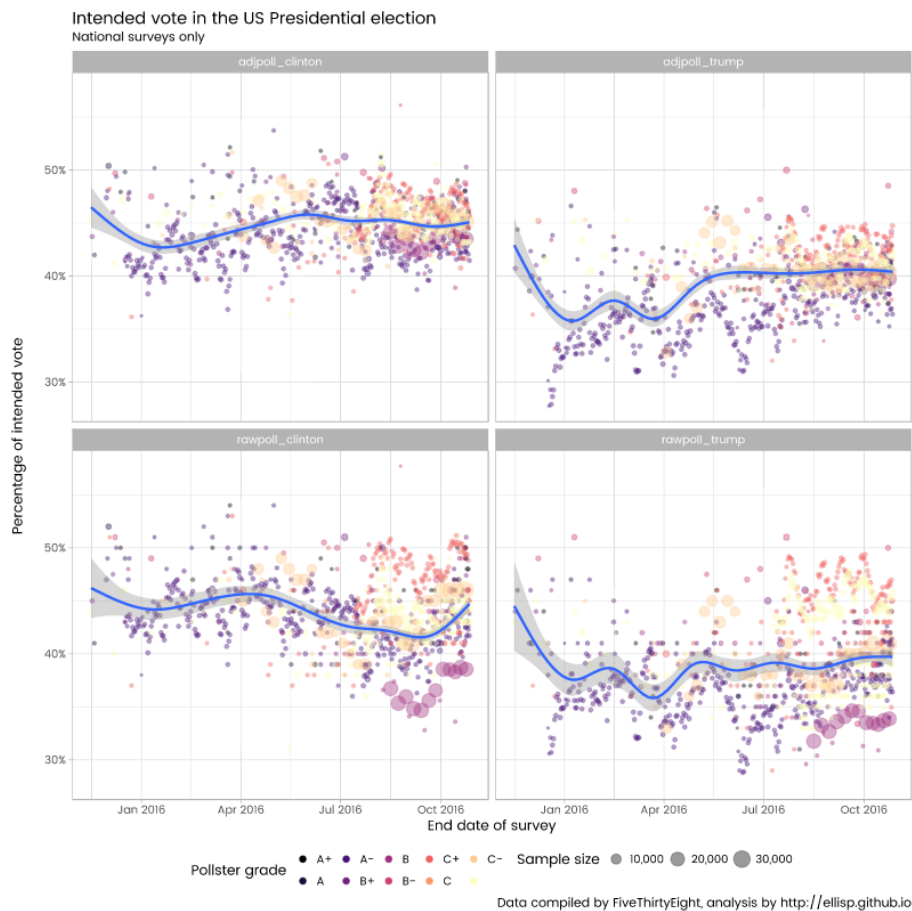 Intended vote in the US Presidential election
National surveys only
adjpoll_clinton
adjpoll_trump
50%
40%
30%
rawpoll_clinton
rawpoll_trump
50%
40%
30%
Percentage of intended vote
Jan 2016 Apr 2016 Jul 2016 Oct 2016
Jan 2016 Apr 2016 Jul 2016 Oct 2016
End date of survey
Pollster grade
A+ A- B C+ C-
A B+ B- C
Sample size 10,000 20,000 30,000
Data compiled by FiveThirtyEight, analysis by http://ellisp.github.io